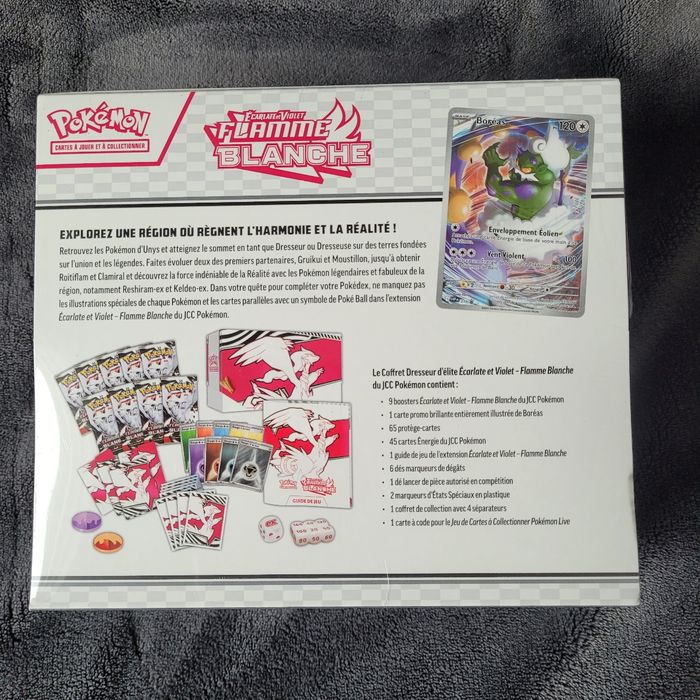 POKéMON
CARTES À JOUER ET À COLLECTIONNER
ÉCARLATE ET VIOLET
FLAMME
BLANCHE
Boréas
120
Enveloppement Éolien
Vent Violent
EXPLOREZ UNE RÉGION OÙ RÈGNENT L'HARMONIE ET LA RÉALITÉ !
Retrouvez les Pokémon d'Unys et atteignez le sommet en tant que Dresseur ou Dresseuse sur des terres fondées
sur l'union et les légendes. Faites évoluer deux des premiers partenaires, Gruikui et Moustillon, jusqu'à obtenir
Roitiflam et Clamiral et découvrez la force indéniable de la Réalité avec les Pokémon légendaires et fabuleux de la
région, notamment Reshiram-ex et Keldeo-ex. Dans votre quête pour compléter votre Pokédex, ne manquez pas
les illustrations spéciales de chaque Pokémon et les cartes parallèles avec un symbole de Poké Ball dans l'extension
Écarlate et Violet – Flamme Blanche du JCC Pokémon.
Le Coffret Dresseur d'élite Écarlate et Violet – Flamme Blanche
du JCC Pokémon contient :
• 9 boosters Écarlate et Violet – Flamme Blanche du JCC Pokémon
• 1 carte promo brillante entièrement illustrée de Boréas
• 65 protège-cartes
• 45 cartes Énergie du JCC Pokémon
• 1 guide de jeu de l'extension Écarlate et Violet – Flamme Blanche
• 6 dés marqueurs de dégâts
• 1 dé lancer de pièce autorisé en compétition
• 2 marqueurs d'États Spéciaux en plastique
• 1 coffret de collection avec 4 séparateurs
• 1 carte à code pour le Jeu de Cartes à Collectionner Pokémon Live
BLANCHE
GUIDE DE JEU